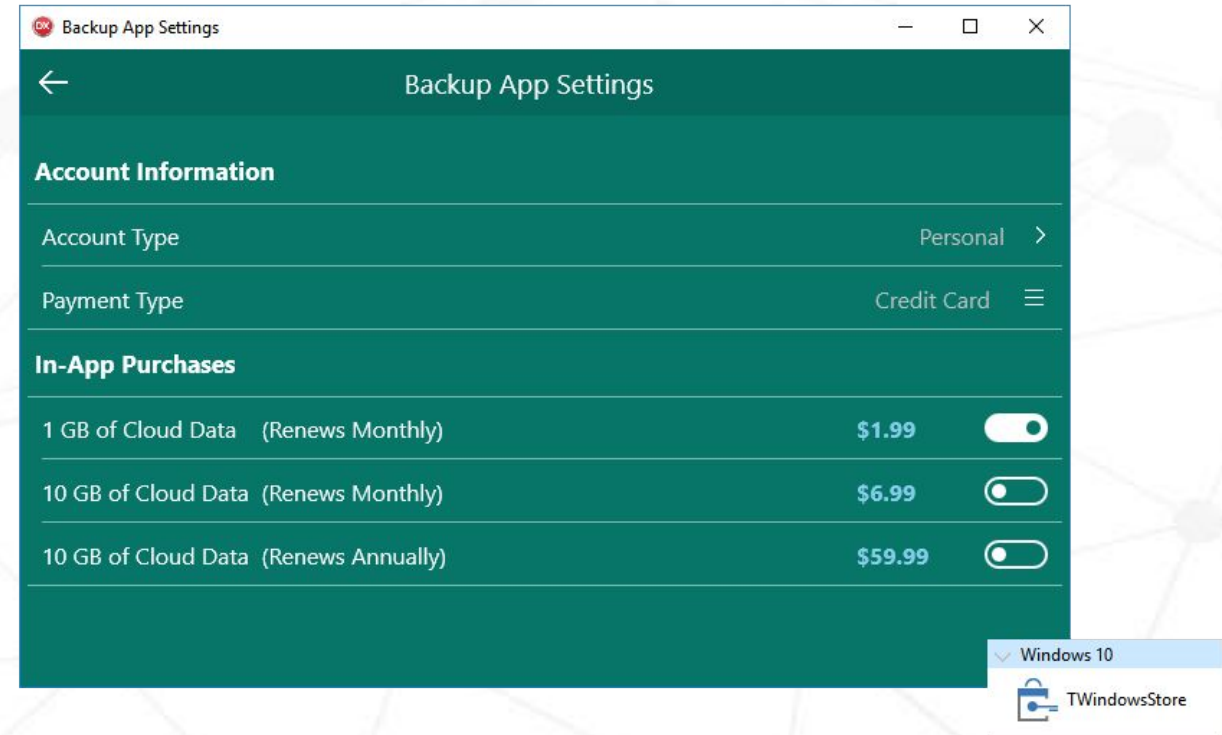 DX Backup App Settings
Backup App Settings
Account Information
Account Type Personal
Payment Type Credit Card
In-App Purchases
1 GB of Cloud Data (Renews Monthly) $1.99
10 GB of Cloud Data (Renews Monthly) $6.99
10 GB of Cloud Data (Renews Annually) $59.99
Windows 10
TWindowsStore